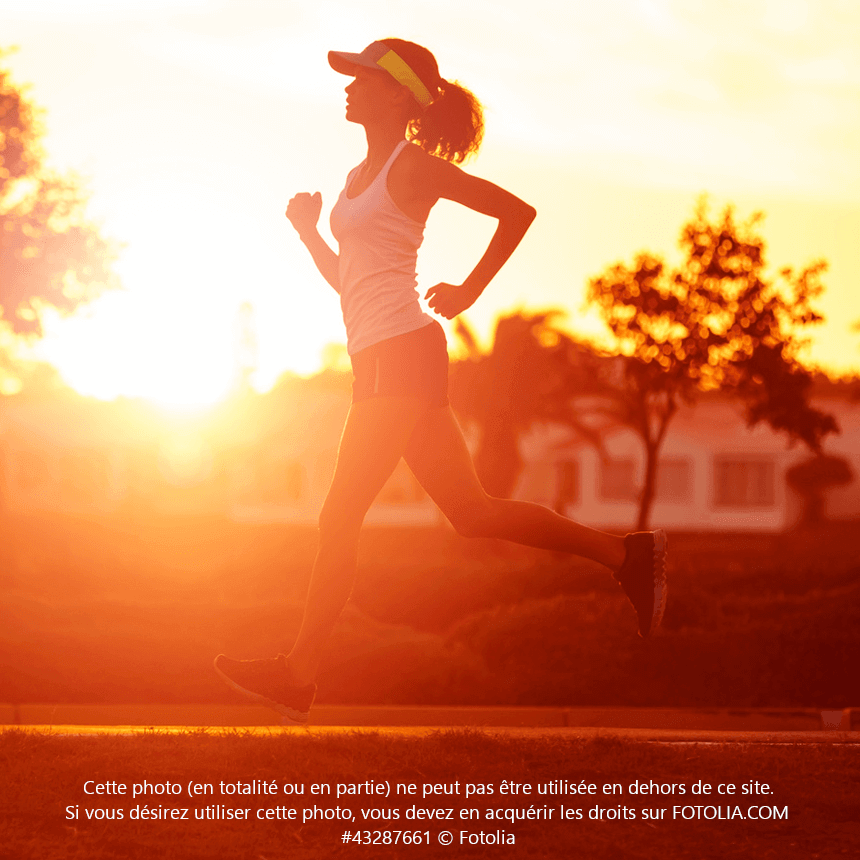 Cette photo (en totalité ou en partie) ne peut pas être utilisée en dehors de ce site.
Si vous désirez utiliser cette photo, vous devez en acquérir les droits sur FOTOLIA.COM
#43287661 © Fotolia